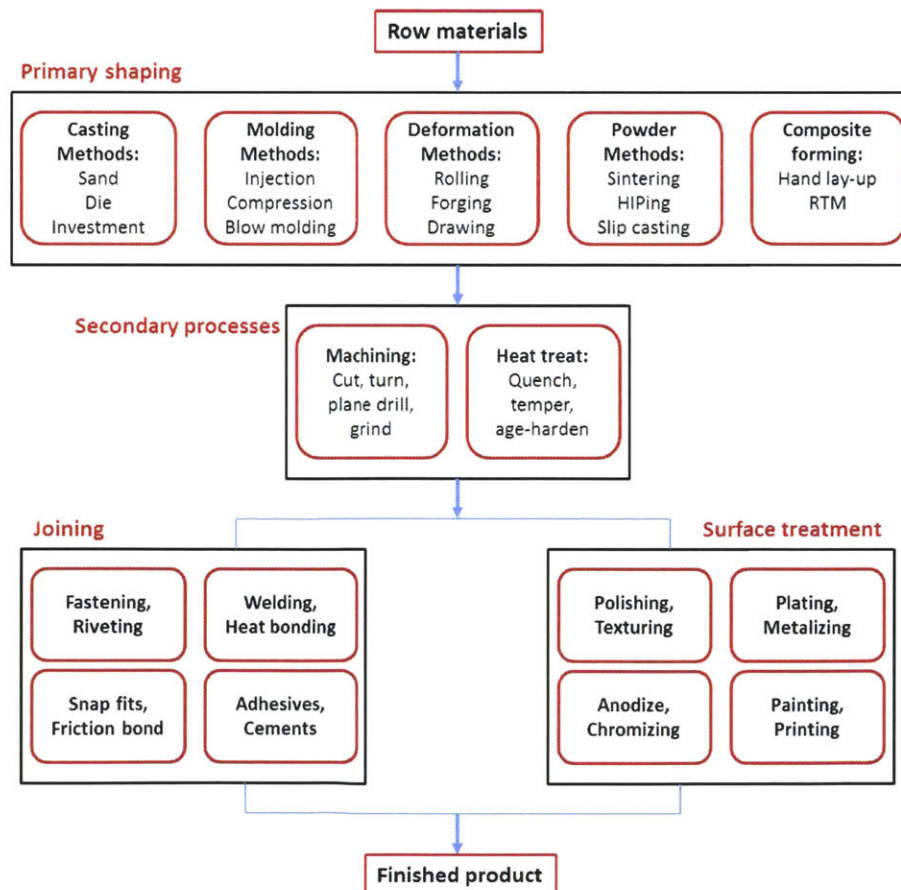 Row materials
Primary shaping
Casting
Methods:
Sand
Die
Investment
Molding
Methods:
Injection
Compression
Blow molding
Deformation
Methods:
Rolling
Forging
Drawing
Powder
Methods:
Sintering
HIPing
Slip casting
Composite
forming:
Hand lay-up
RTM
Secondary processes
Machining:
Cut, turn,
plane drill,
grind
Heat treat:
Quench,
temper,
age-harden
Joining
Fastening,
Riveting
Welding,
Heat bonding
Snap fits,
Friction bond
Adhesives,
Cements
Surface treatment
Polishing,
Texturing
Plating,
Metalizing
Anodize,
Chromizing
Painting,
Printing
Finished product